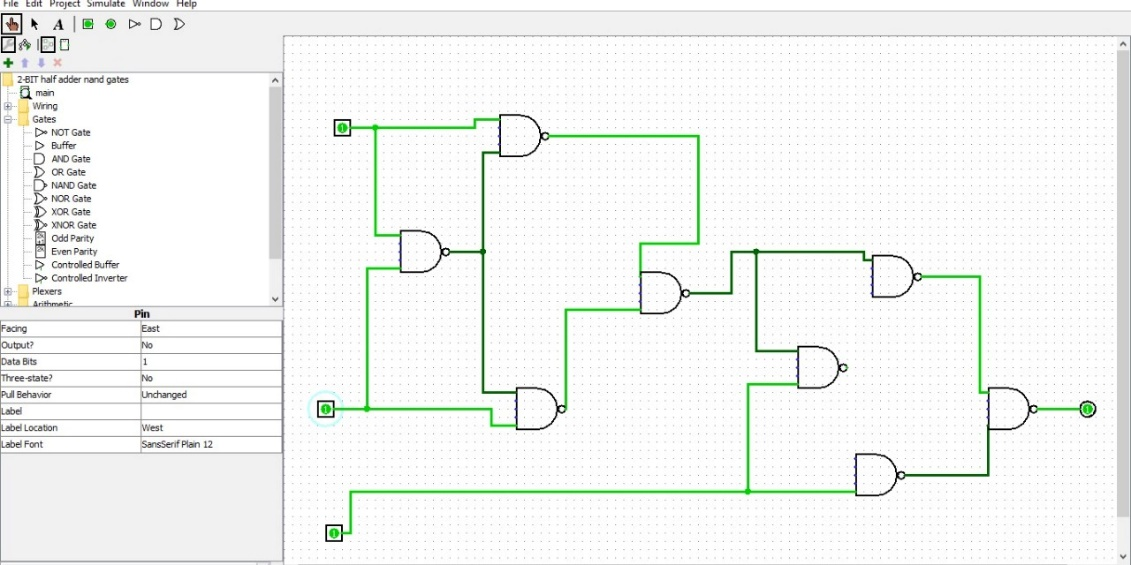 File Edit Project Simulate Window Help
A
2-BIT half adder nand gates
main
Wiring
Gates
NOT Gate
Buffer
AND Gate
OR Gate
NAND Gate
NOR Gate
XOR Gate
XNOR Gate
Odd Parity
Even Parity
Controlled Buffer
Controlled Inverter
Plexers
Arithmetic
Pin
Facing East
Output? No
Data Bits 1
Three-state? No
Pull Behavior Unchanged
Label
Label Location West
Label Font SansSerif Plain 12
1
1
1
1